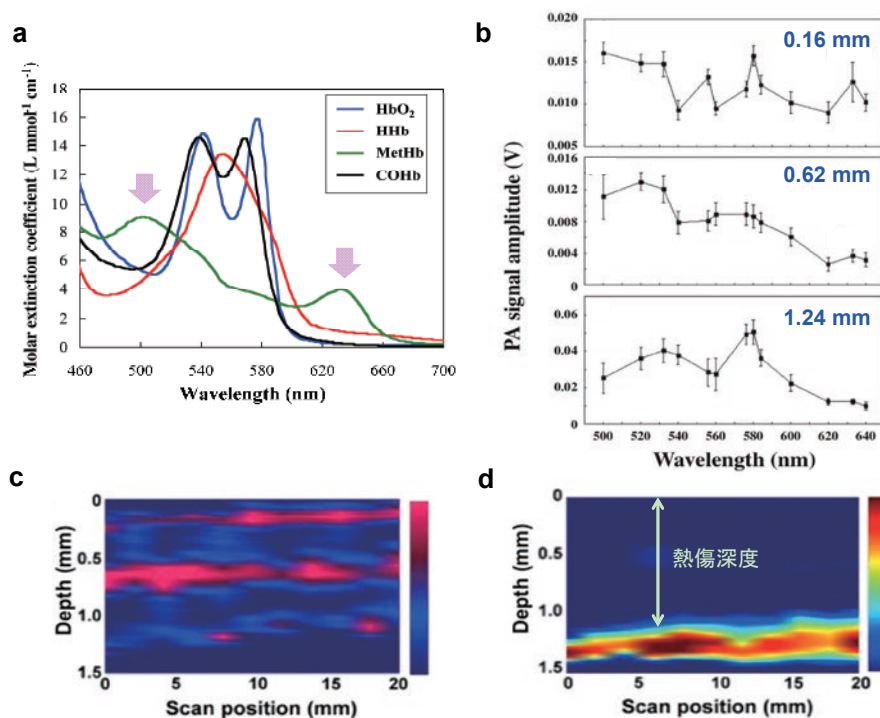 a
Molar extinction coefficient (L mmol⁻¹ cm⁻¹)
18
16
14
12
10
8
6
4
2
0
HbO₂
HHb
MetHb
COHb
460 500 540 580 620 660 700
Wavelength (nm)
b
PA signal amplitude (V)
0.020
0.015
0.010
0.005
0.16 mm
0.016
0.012
0.008
0.004
0.62 mm
0.06
0.04
0.02
0
1.24 mm
500 520 540 560 580 600 620 640
Wavelength (nm)
c
Depth (mm)
0
0.5
1.0
1.5
0 5 10 15 20
Scan position (mm)
d
Depth (mm)
0
0.5
1.0
1.5
熱傷深度
0 5 10 15 20
Scan position (mm)